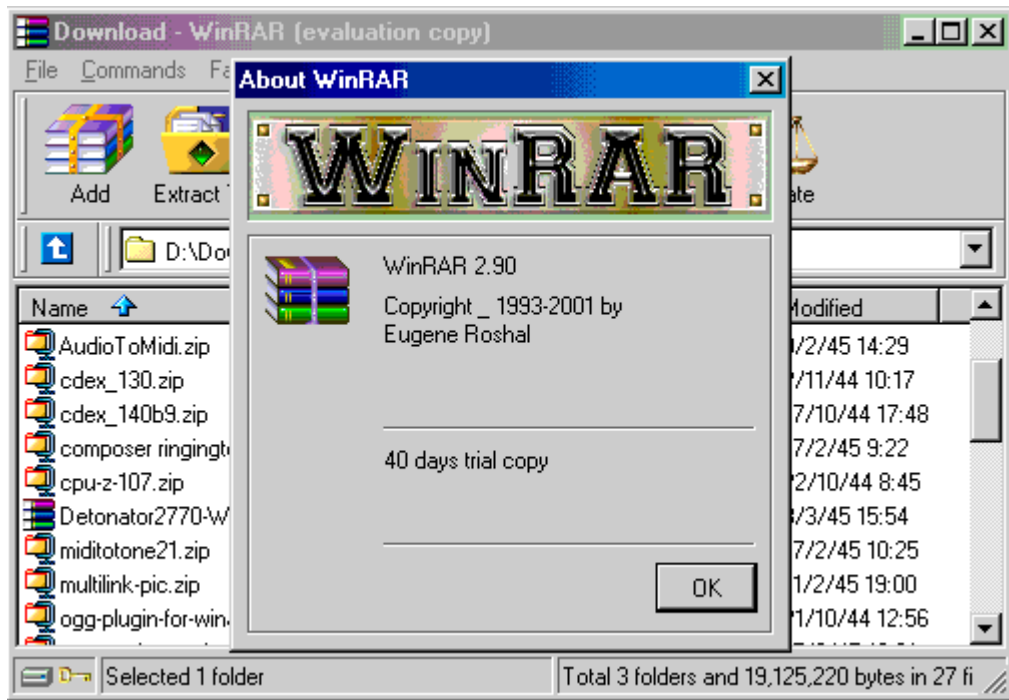 Download - WinRAR (evaluation copy)
File Commands
About WinRAR
WINRAR
Add
Extract
D:\Do
WinRAR 2.90
Copyright _ 1993-2001 by
Eugene Roshal
40 days trial copy
OK
Name
Modified
AudioToMidi.zip
/2/45 14:29
cdex_130.zip
/11/44 10:17
cdex_140b9.zip
7/10/44 17:48
composer ringingt
7/2/45 9:22
cpu-z-107.zip
2/10/44 8:45
Detonator2770-W
/3/45 15:54
miditotone21.zip
7/2/45 10:25
multilink-pic.zip
1/2/45 19:00
ogg-plugin-for-win
1/10/44 12:56
Selected 1 folder
Total 3 folders and 19,125,220 bytes in 27 fi